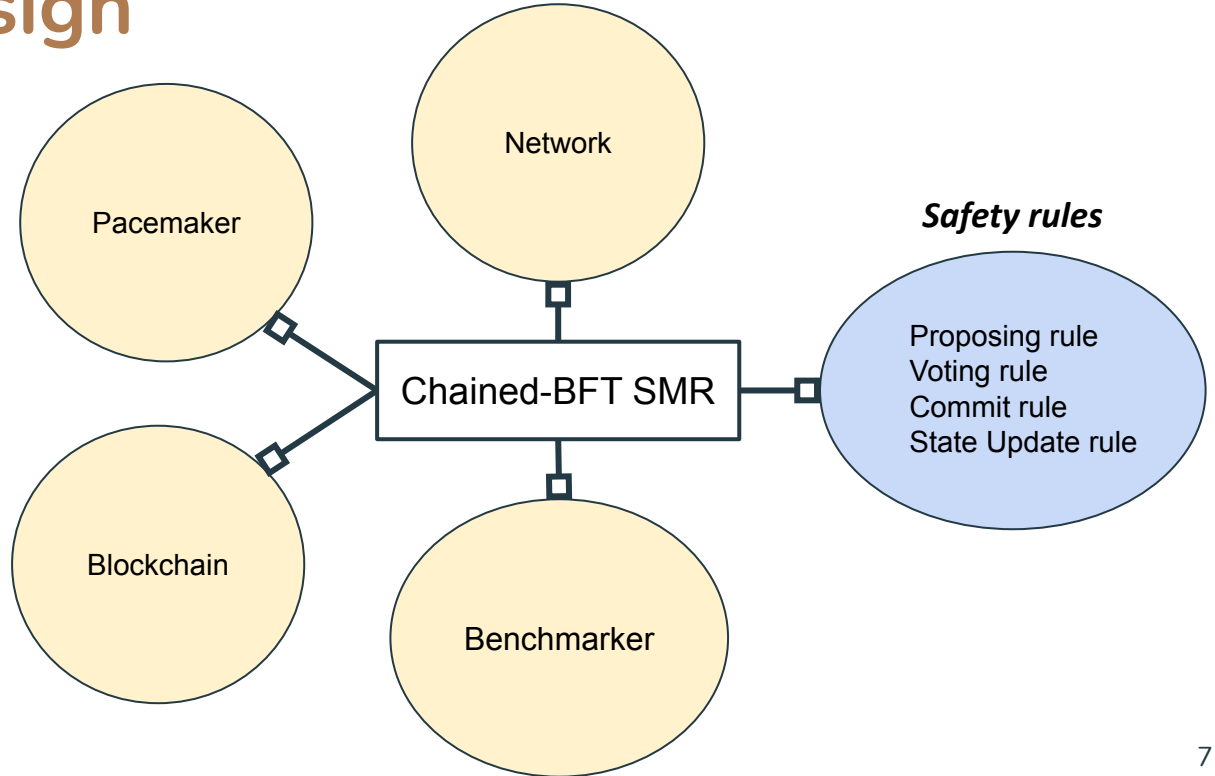 sign
Network
Pacemaker
Safety rules
Proposing rule
Voting rule
Commit rule
State Update rule
Chained-BFT SMR
Blockchain
Benchmarker
7